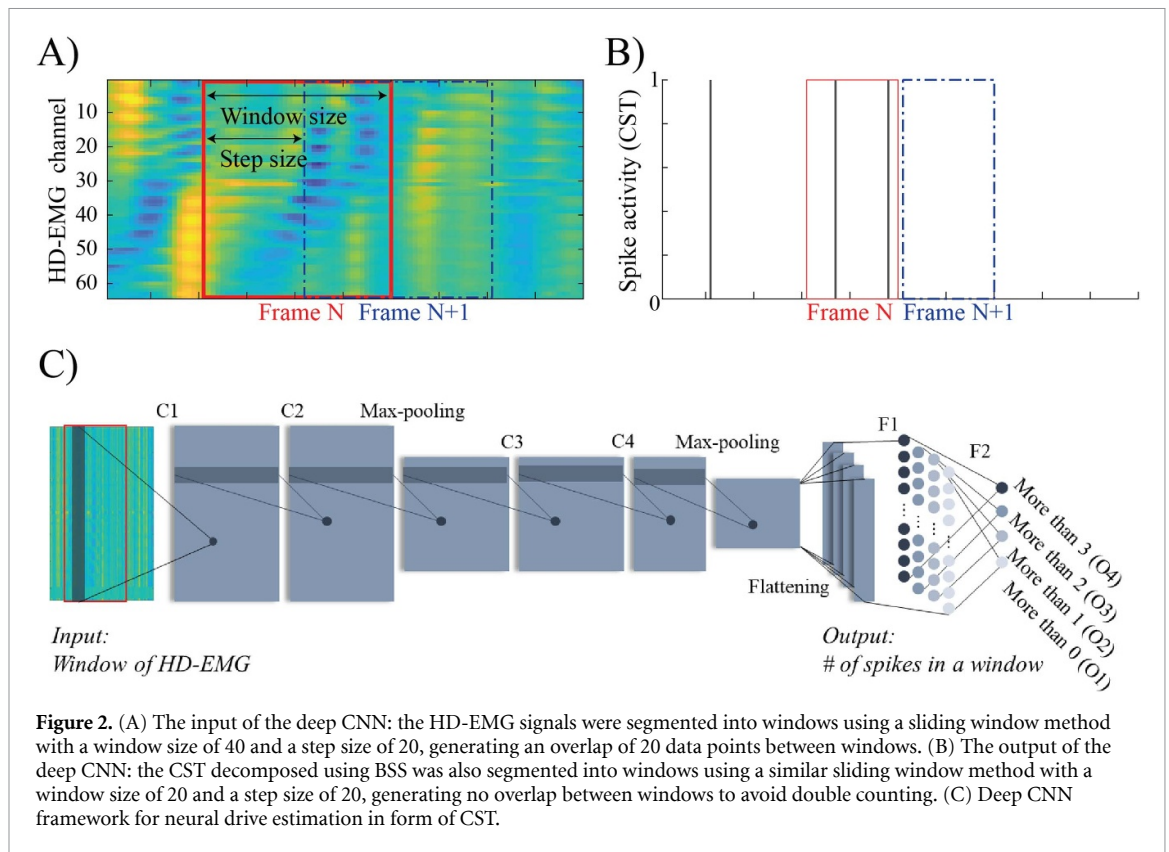 A)
HD-EMG channel
10
20
30
40
50
60
Window size
Step size
Frame N Frame N+1
B)
Spike activity (CST)
1
0
Frame N Frame N+1
C)
C1
C2
Max-pooling
C3
C4
Max-pooling
F1
F2
Flattening
More than 3 (O4)
More than 2 (O3)
More than 1 (O2)
More than 0 (O1)
Input:
Window of HD-EMG
Output:
# of spikes in a window
Figure 2. (A) The input of the deep CNN: the HD-EMG signals were segmented into windows using a sliding window method
with a window size of 40 and a step size of 20, generating an overlap of 20 data points between windows. (B) The output of the
deep CNN: the CST decomposed using BSS was also segmented into windows using a similar sliding window method with a
window size of 20 and a step size of 20, generating no overlap between windows to avoid double counting. (C) Deep CNN
framework for neural drive estimation in form of CST.